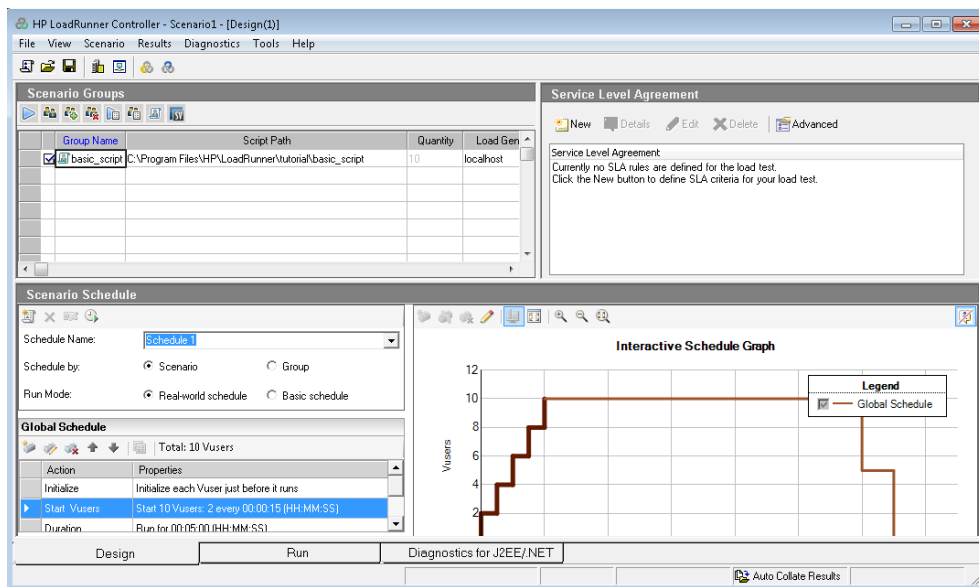 HP LoadRunner Controller - Scenario1 - [Design(1)]
File View Scenario Results Diagnostics Tools Help
Scenario Groups
Group Name Script Path Quantity Load Gen
basic_script C:\Program Files\HP\LoadRunner\tutorial\basic_script 10 localhost
Service Level Agreement
New Details Edit Delete Advanced
Service Level Agreement
Currently no SLA rules are defined for the load test.
Click the New button to define SLA criteria for your load test.
Scenario Schedule
Schedule Name: Schedule 1
Schedule by: Scenario Group
Run Mode: Real-world schedule Basic schedule
Global Schedule
Total: 10 Vusers
Action Properties
Initialize Initialize each Vuser just before it runs
Start Vusers Start 10 Vusers: 2 every 00:00:15 (HH:MM:SS)
Duration Run for 00:05:00 (HH:MM:SS)
Interactive Schedule Graph
Vusers
12
10
8
6
4
2
Legend
Global Schedule
Design Run Diagnostics for J2EE/.NET
Auto Collate Results